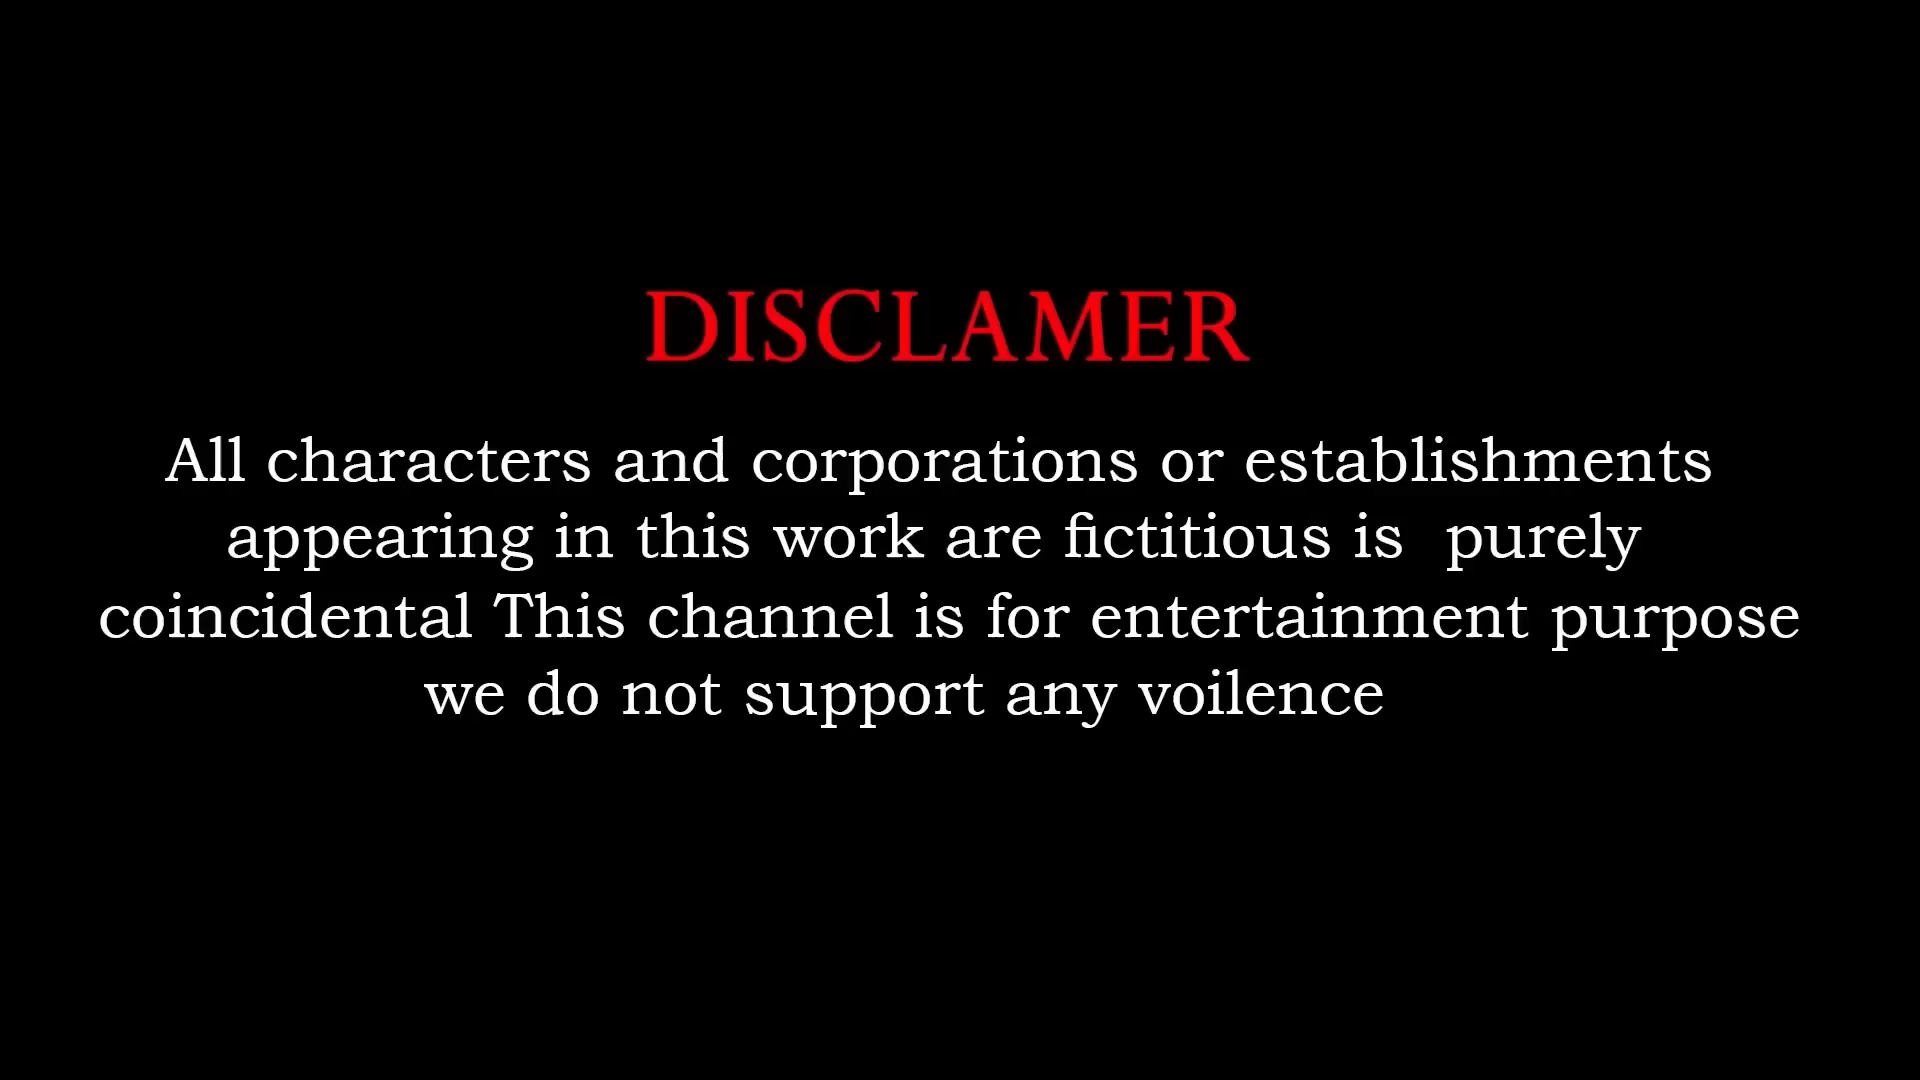 DISCLAMER
All characters and corporations or establishments
appearing in this work are fictitious is  purely
coincidental This channel is for entertainment purpose
we do not support any voilence